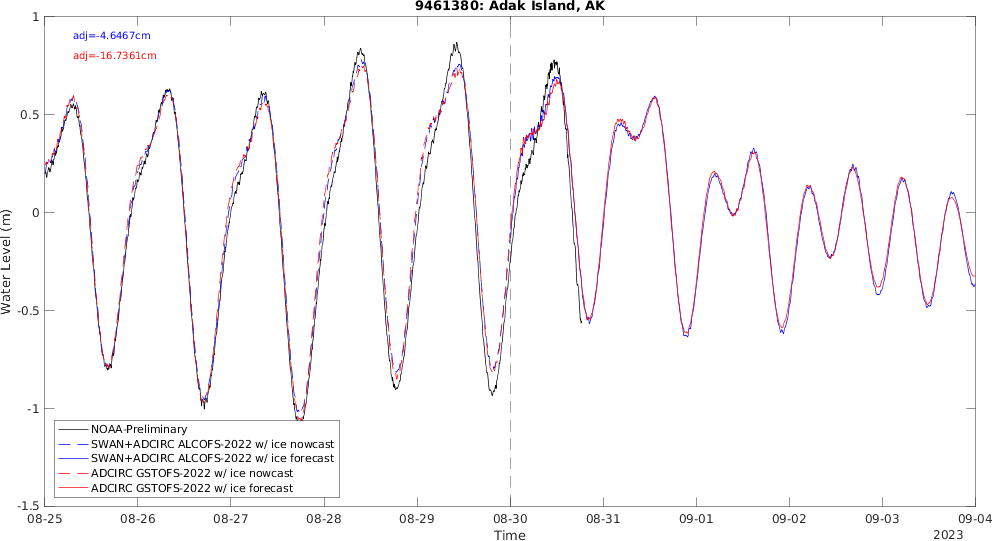 9461380: Adak Island, AK
adj=-4.6467cm
adj=-16.7361cm
Water Level (m)
1
0.5
0
-0.5
-1
-1.5
NOAA-Preliminary
SWAN+ADCIRC ALCOFS-2022 w/ ice nowcast
SWAN+ADCIRC ALCOFS-2022 w/ ice forecast
ADCIRC GSTOFS-2022 w/ ice nowcast
ADCIRC GSTOFS-2022 w/ ice forecast
08-25 08-26 08-27 08-28 08-29 08-30 08-31 09-01 09-02 09-03 09-04
Time
2023